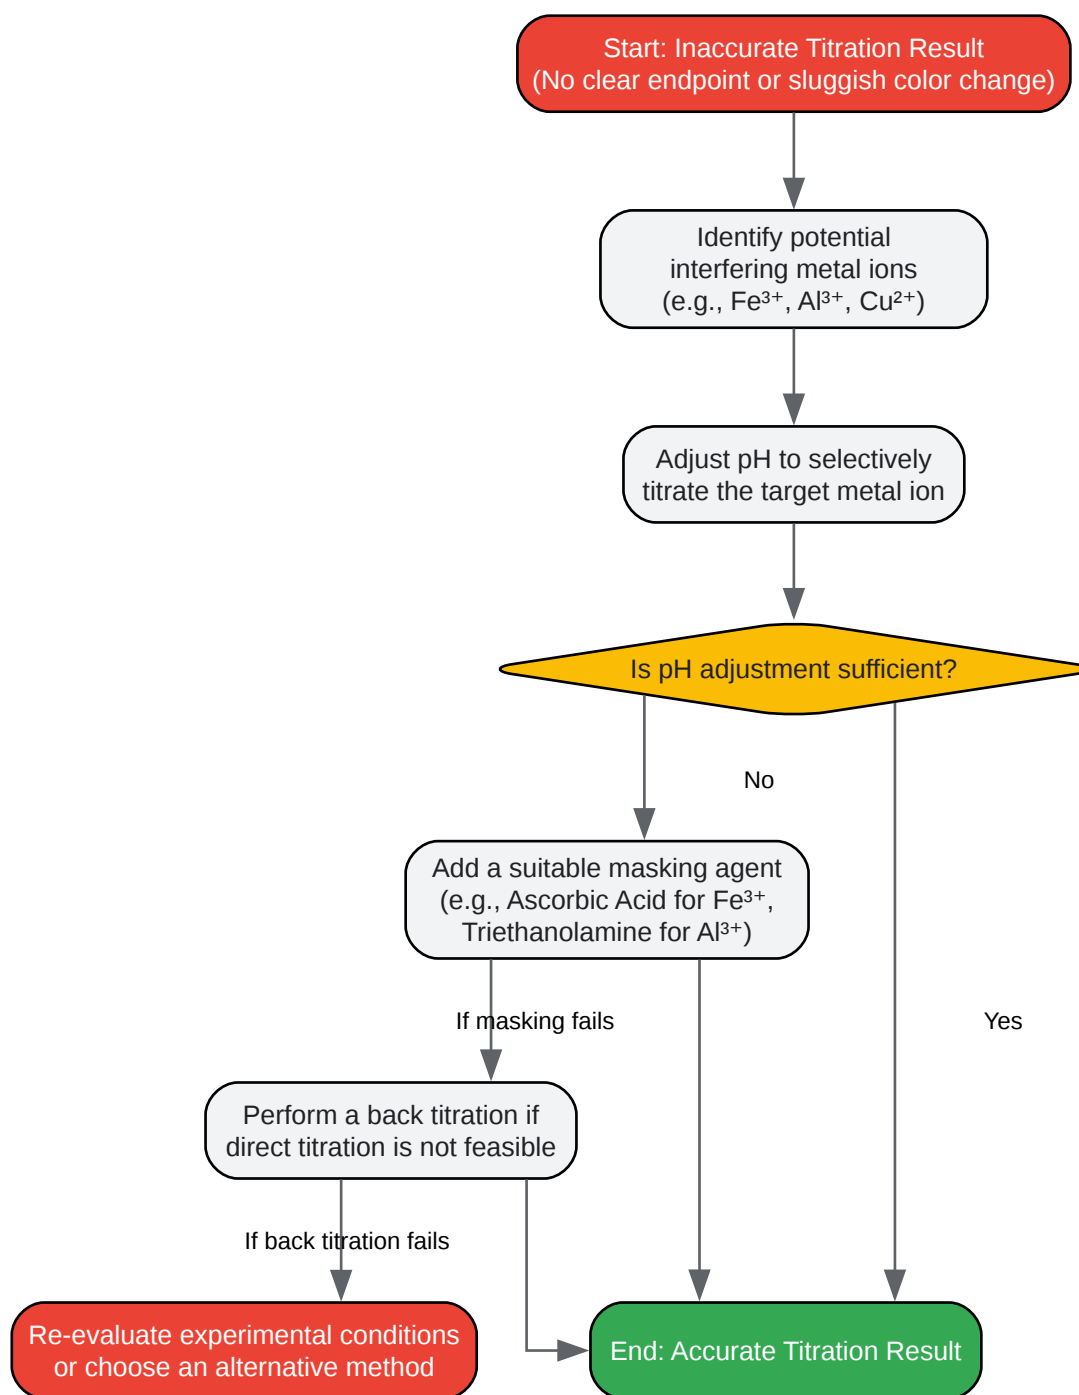 Start: Inaccurate Titration Result
(No clear endpoint or sluggish color change)
Identify potential
interfering metal ions
(e.g., Fe³⁺, Al³⁺, Cu²⁺)
Adjust pH to selectively
titrate the target metal ion
Is pH adjustment sufficient?
No
Add a suitable masking agent
(e.g., Ascorbic Acid for Fe³⁺,
Triethanolamine for Al³⁺)
If masking fails
Yes
Perform a back titration if
direct titration is not feasible
If back titration fails
Re-evaluate experimental conditions
or choose an alternative method
End: Accurate Titration Result